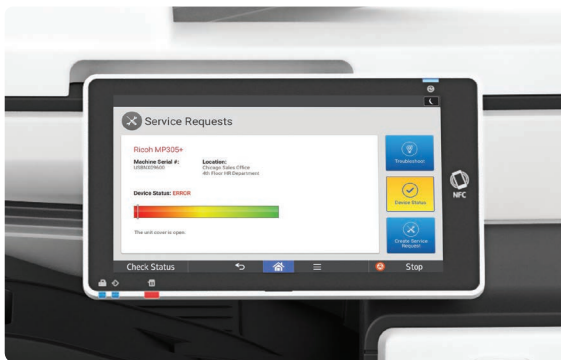 Service Requests
Ricoh MP305+
Machine Serial #:
Location:
Chicago Sales Office
4th Floor HR Department
Device Status: ERROR
The unit cover is open.
Troubleshoot
Device Status
Create Service
Request
NFC
Check Status
Stop